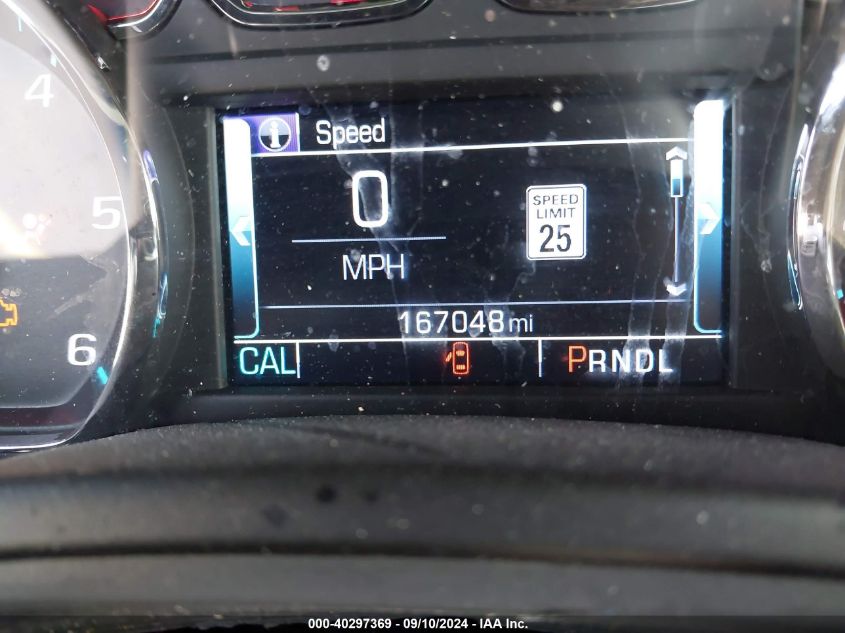 4
5
6
Speed
0
MPH
SPEED
LIMIT
25
167048mi
CAL
PRNDL
000-40297369 - 09/10/2024 - IAA Inc.